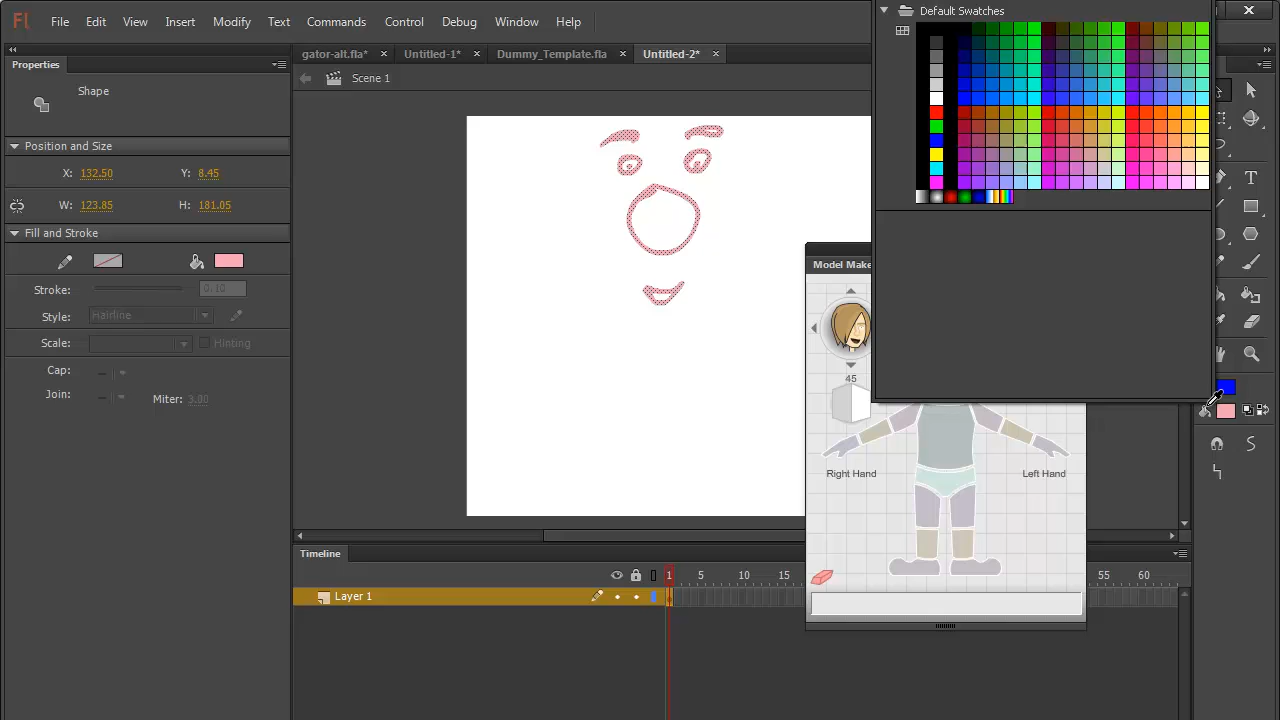 Fl File Edit View Insert Modify Text Commands Control Debug Window Help
Default Swatches
gator-alt.fla* Untitled-1* Dummy_Template.fla Untitled-2*
Properties
Scene 1
Shape
Position and Size
X: 132.50 Y: 8.45
W: 123.85 H: 181.05
Fill and Stroke
Stroke: 0.10
Style: Hairline
Scale: Hinting
Cap:
Join: Miter: 3.00
Model Make
45
Right Hand Left Hand
Timeline
1 5 10 15 55 60
Layer 1